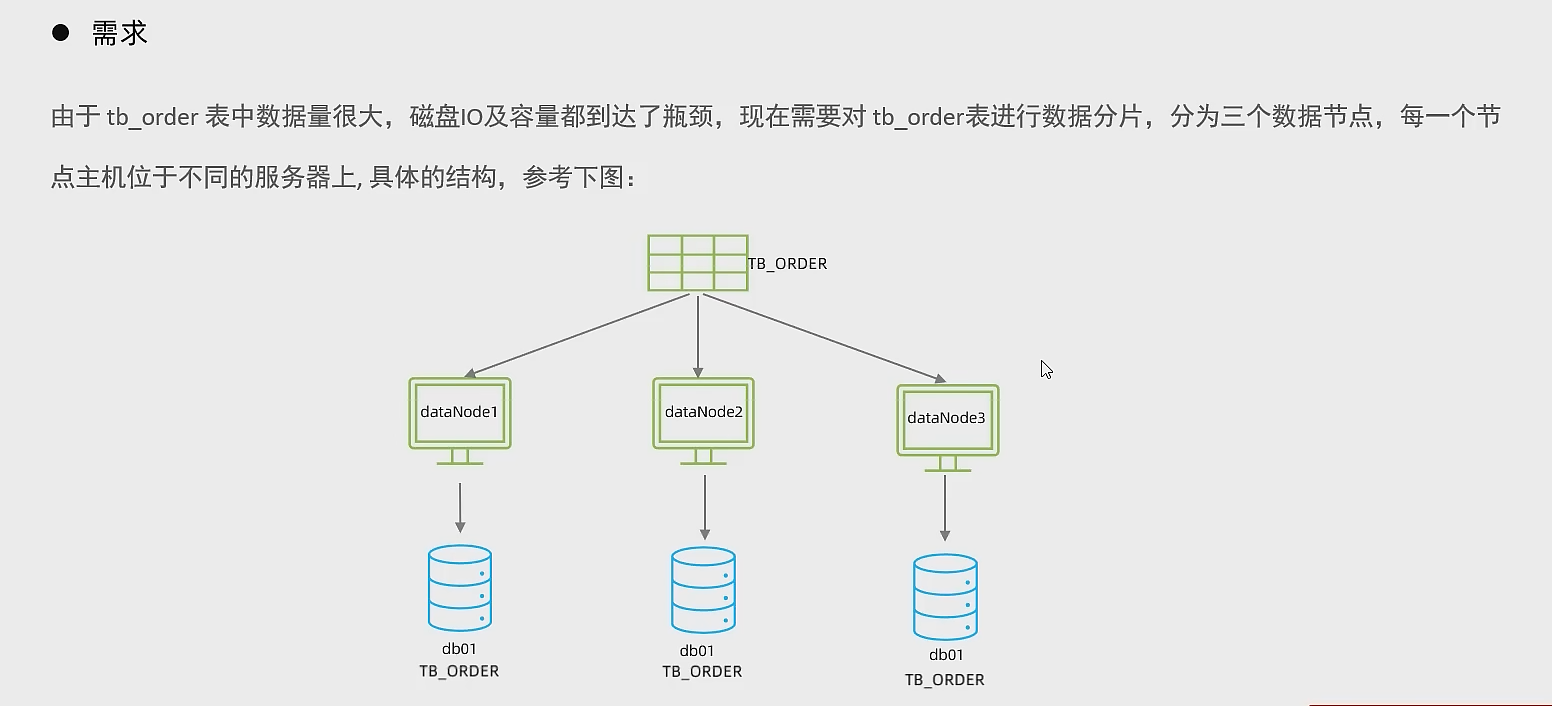 需求
由于 tb_order 表中数据量很大，磁盘IO及容量都到达了瓶颈，现在需要对 tb_order表进行数据分片，分为三个数据节点，每一个节
点主机位于不同的服务器上, 具体的结构，参考下图：
TB_ORDER
dataNode1
dataNode2
dataNode3
db01
TB_ORDER
db01
TB_ORDER
db01
TB_ORDER